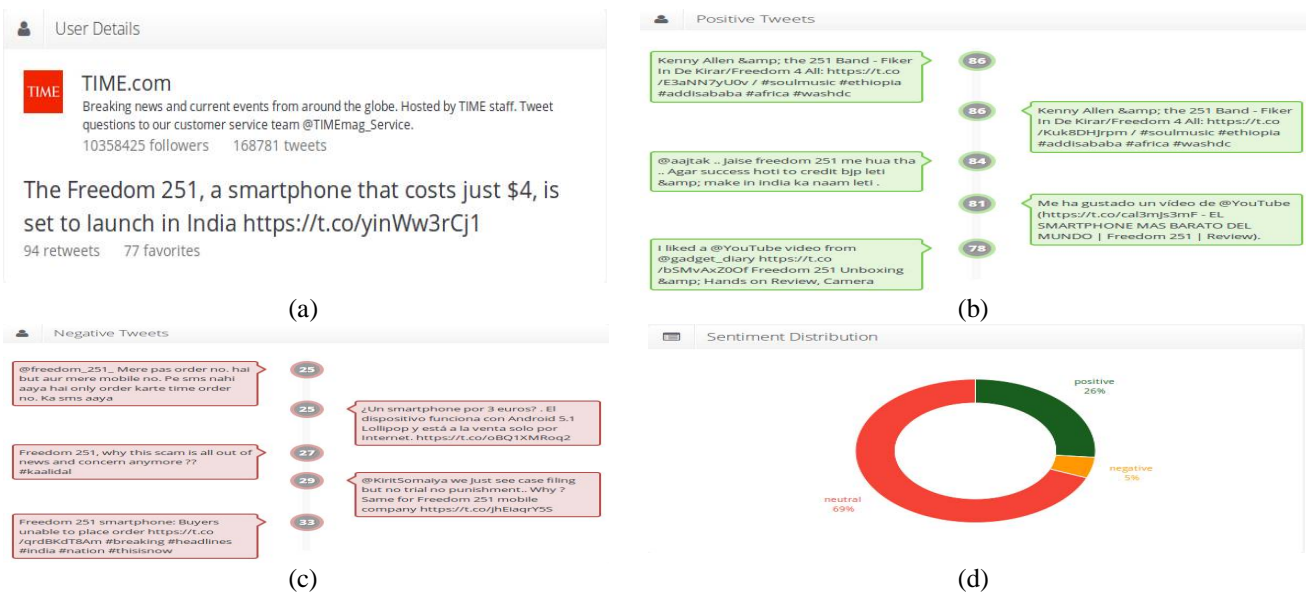 User Details
TIME
TIME.com
Breaking news and current events from around the globe. Hosted by TIME staff. Tweet
questions to our customer service team @TIMEmag_Service.
10358425 followers 168781 tweets
The Freedom 251, a smartphone that costs just $4, is
set to launch in India https://t.co/yinWw3rCj1
94 retweets 77 favorites
(a)
Positive Tweets
Kenny Allen &amp; the 251 Band - Fiker
In De Kirar/Freedom 4 All: https://t.co
/E3aNN7yU0v / #soulmusic #ethiopia
#addisababa #africa #washdc
86
86
Kenny Allen &amp; the 251 Band - Fiker
In De Kirar/Freedom 4 All: https://t.co
/Kuk8DHJrpm / #soulmusic #ethiopia
#addisababa #africa #washdc
@aajtak .. Jaise freedom 251 me hua tha
.. Agar success hoti to credit bjp leti
&amp; make in india ka naam leti .
84
81
Me ha gustado un vídeo de @YouTube
(https://t.co/cal3mJs3mF - EL
SMARTPHONE MAS BARATO DEL
MUNDO | Freedom 251 | Review).
I liked a @YouTube video from
@gadget_diary https://t.co
/bSMvAxZ0Of Freedom 251 Unboxing
&amp; Hands on Review, Camera
78
(b)
Negative Tweets
@freedom_251_ Mere pas order no. hai
but aur mere mobile no. Pe sms nahi
aaya hai only order karte time order
no. Ka sms aaya
25
25
¿Un smartphone por 3 euros? . El
dispositivo funciona con Android 5.1
Lollipop y está a la venta solo por
Internet. https://t.co/oBQ1XMRoq2
Freedom 251, why this scam is all out of
news and concern anymore ??
#kaalidal
27
29
@KiritSomaiya we just see case filing
but no trial no punishment.. Why ?
Same for Freedom 251 mobile
company https://t.co/jhEiaqrY5S
Freedom 251 smartphone: Buyers
unable to place order https://t.co
/qrdBKdT8Am #breaking #headlines
#india #nation #thisisnow
33
(c)
Sentiment Distribution
positive
26%
negative
5%
neutral
69%
(d)